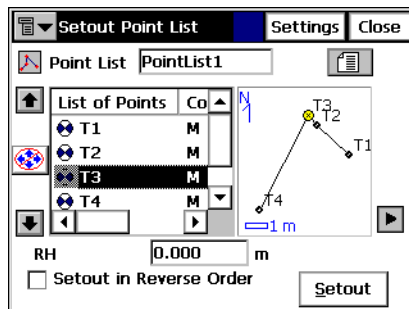 Setout Point List Settings Close
Point List PointList1
List of Points Co
T1 M
T2 M
T3 M
T4 M
N
T3
T2
T1
T4
1 m
RH 0.000 m
Setout in Reverse Order
Setout